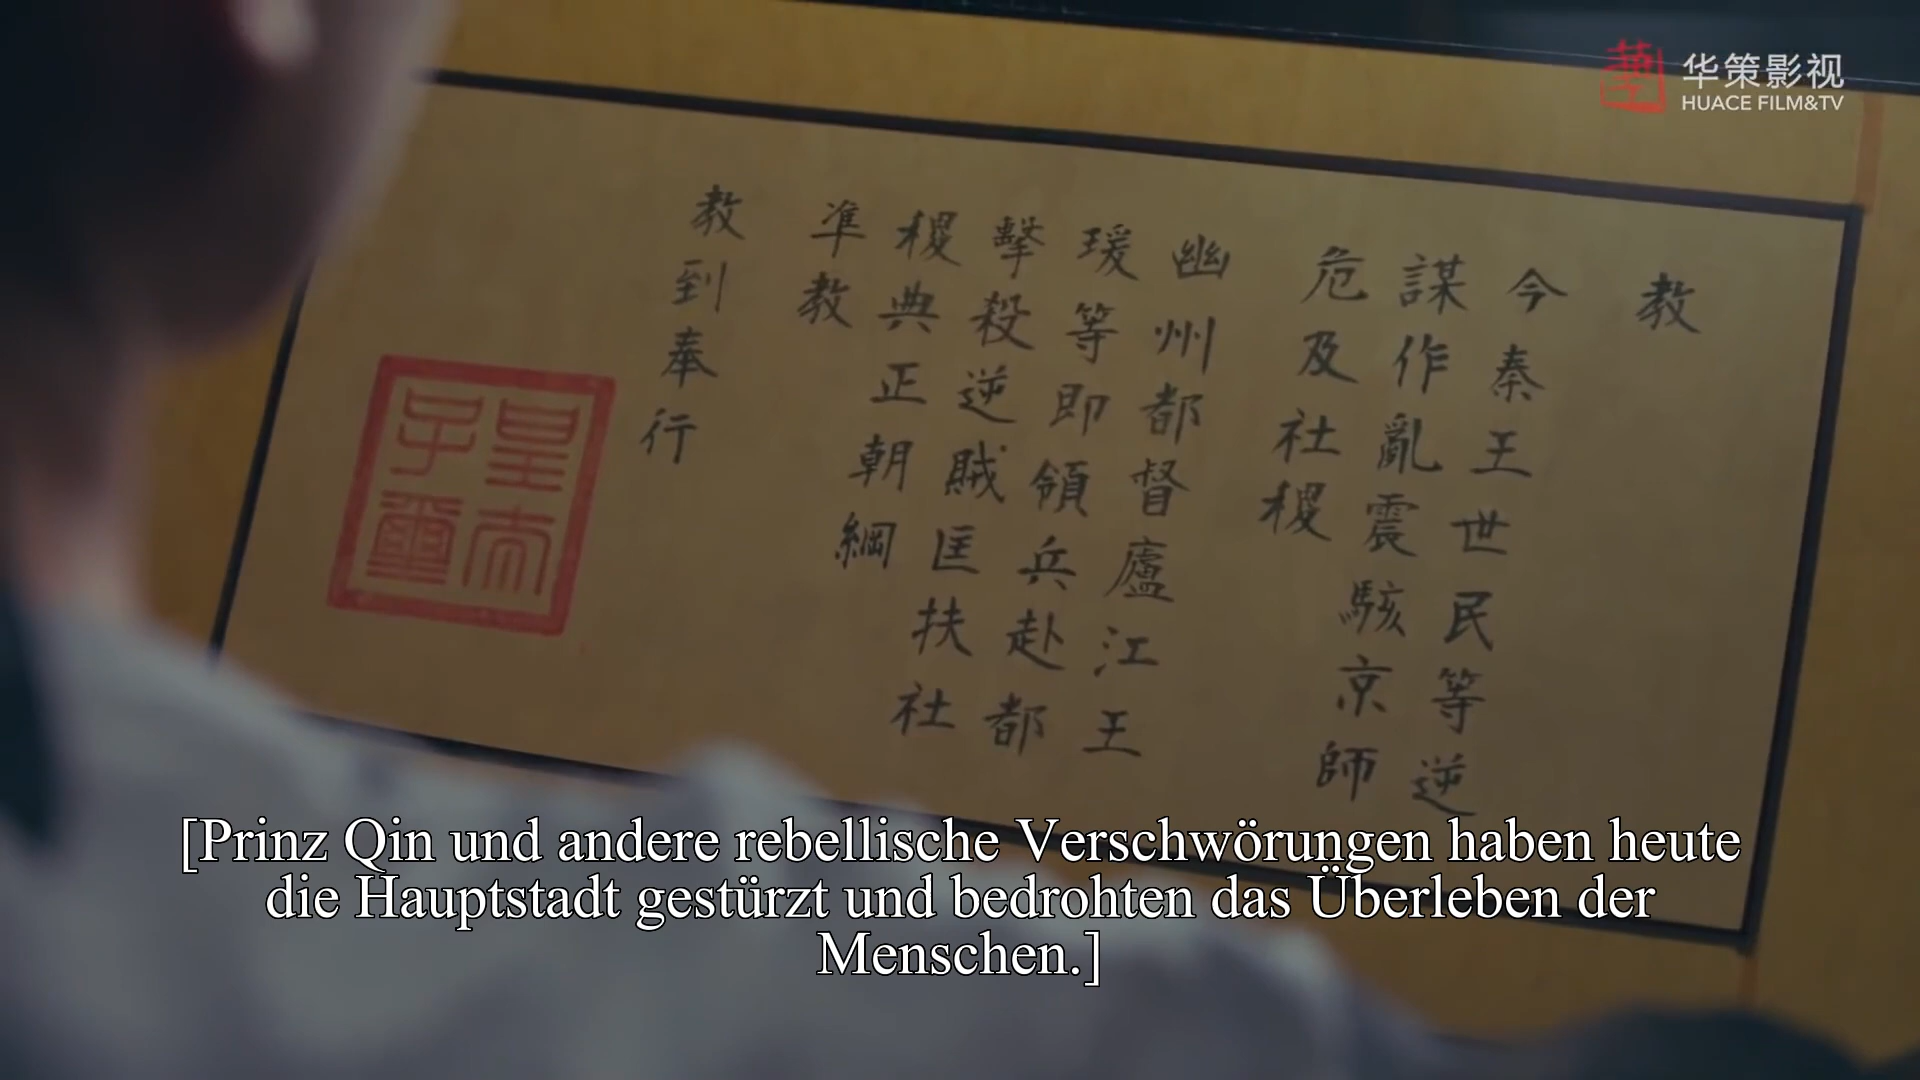 华策影视
HUACE FILM&TV
教
今秦王世民等逆
謀作亂震駭京師
危及社稷
幽州都督廬江王
瑗等即領兵赴都
擊殺逆賊匡扶社
稷典正朝綱
準教
教到奉行
皇帝
子璽
[Prinz Qin und andere rebellische Verschwörungen haben heute
die Hauptstadt gestürzt und bedrohten das Überleben der
Menschen.]